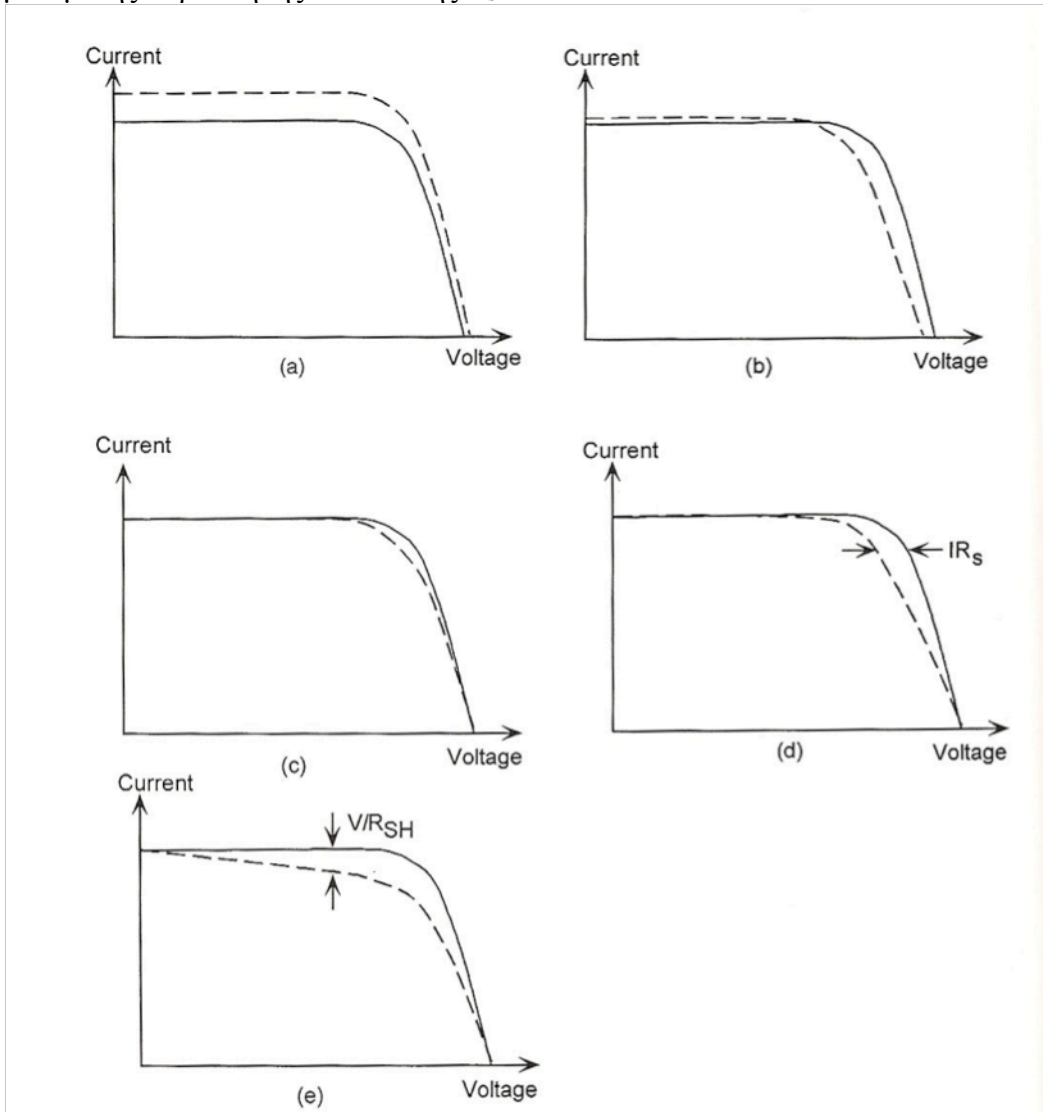 Current
Current
Voltage
(a)
Voltage
(b)
Current
Current
IR_S
Voltage
(c)
Voltage
(d)
Current
V/R_SH
Voltage
(e)